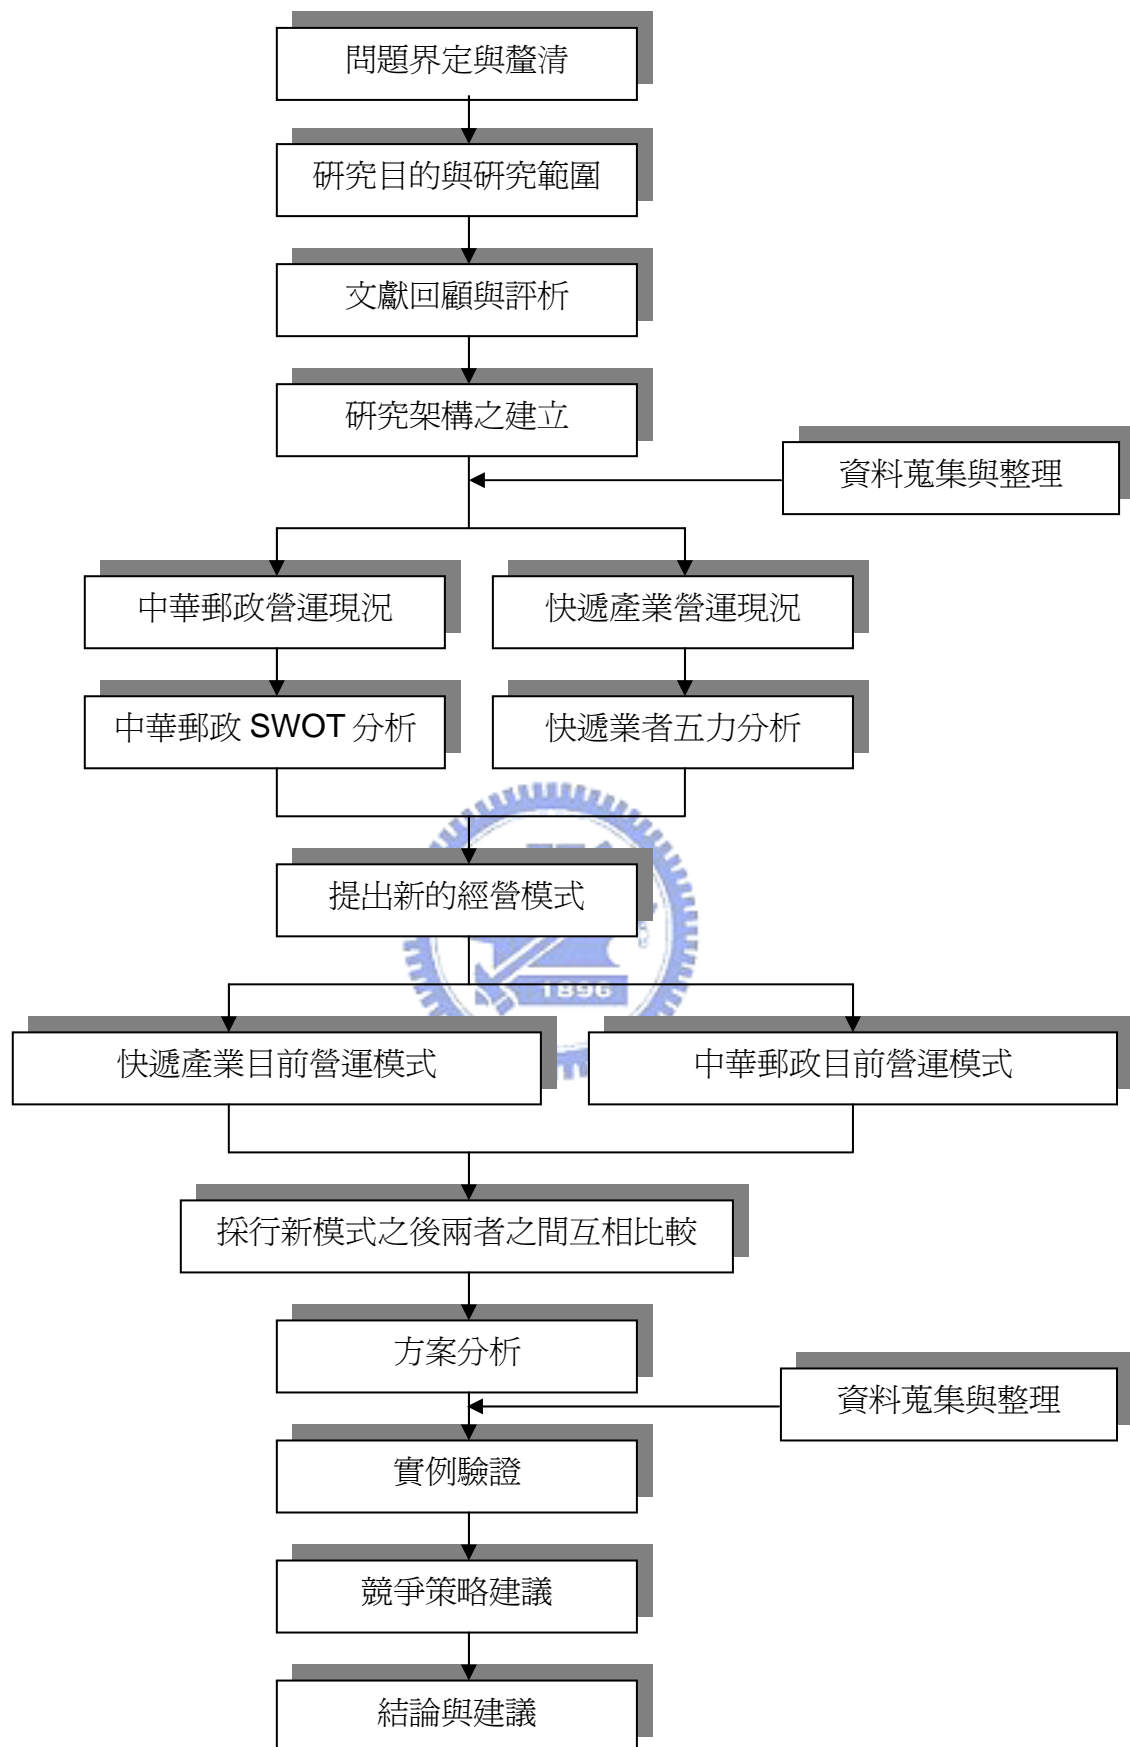 問題界定與釐清
研究目的與研究範圍
文獻回顧與評析
研究架構之建立
資料蒐集與整理
中華郵政營運現況
快遞產業營運現況
中華郵政 SWOT 分析
快遞業者五力分析
提出新的經營模式
1896
快遞產業目前營運模式
中華郵政目前營運模式
採行新模式之後兩者之間互相比較
方案分析
資料蒐集與整理
實例驗證
競爭策略建議
結論與建議